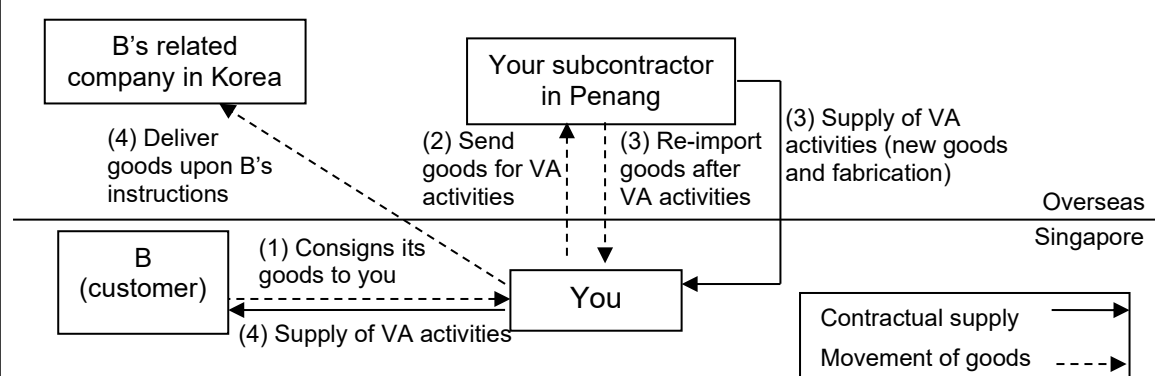 B’s related
company in Korea
Your subcontractor
in Penang
(4) Deliver
goods upon B’s
instructions
(2) Send
goods for VA
activities
(3) Re-import
goods after
VA activities
(3) Supply of VA
activities (new goods
and fabrication)
Overseas
Singapore
B
(customer)
(1) Consigns its
goods to you
You
(4) Supply of VA activities
Contractual supply
Movement of goods